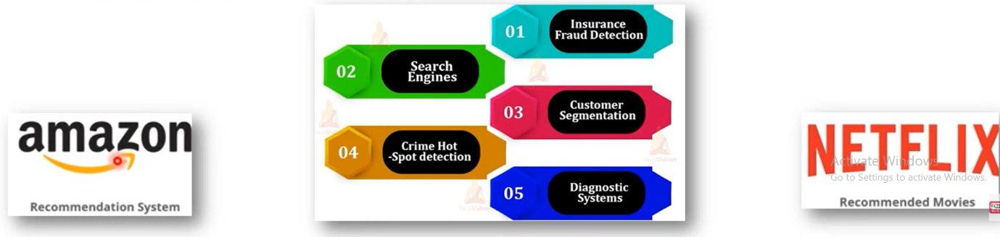 01
Insurance
Fraud Detection
02
Search
Engines
03
Customer
Segmentation
04
Crime Hot
-Spot detection
05
Diagnostic
Systems
amazon
Recommendation System
NETFLIX
Activate Windows
Go to Settings to activate Windows.
Recommended Movies